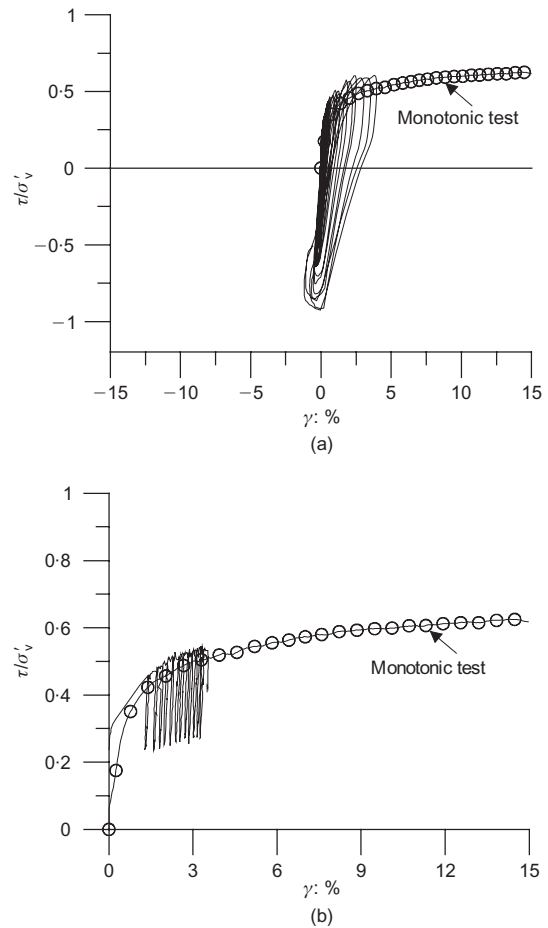 1
0·5
0
−0·5
−1
τ/σ′v
Monotonic test
−15 −10 −5 0 5 10 15
γ: %
(a)
1
0·8
0·6
0·4
0·2
0
τ/σ′v
Monotonic test
0 3 6 9 12 15
γ: %
(b)